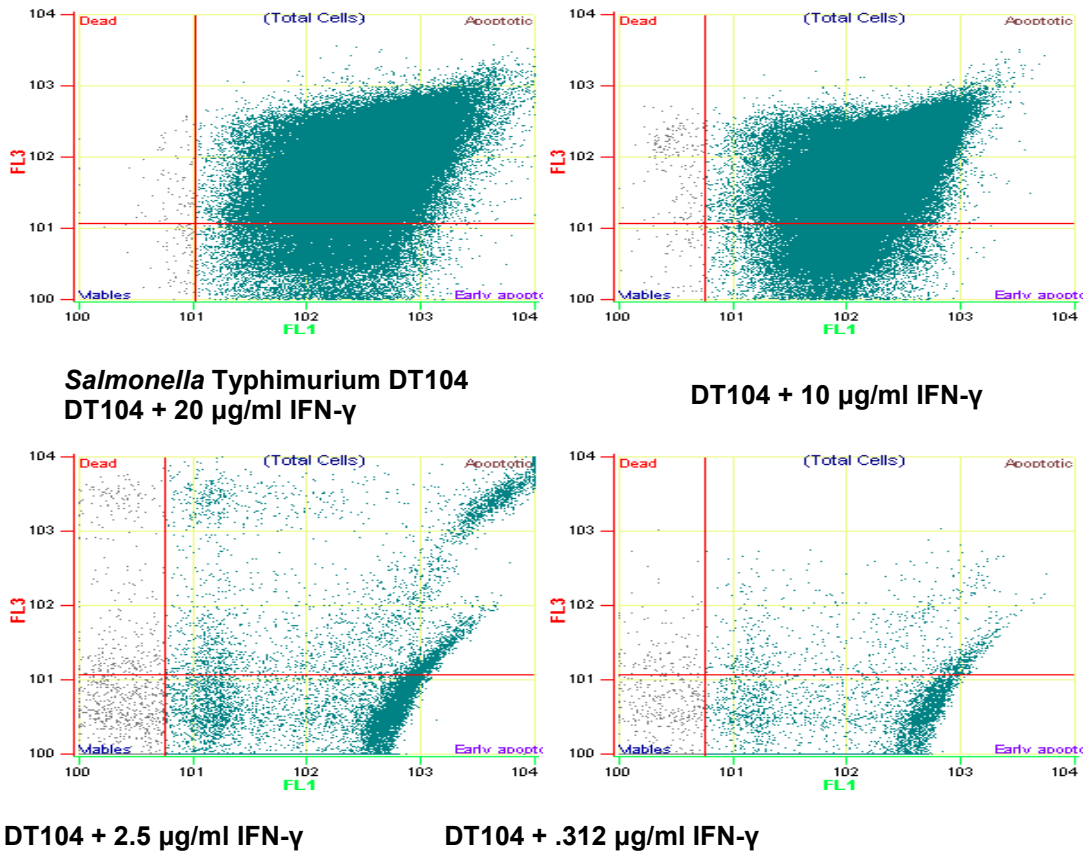 104 Dead (Total Cells) Apoptotic
103
102
FL3
101
100 Viables Early apopto
100 101 102 103 104
FL1
104 Dead (Total Cells) Apoptotic
103
102
FL3
101
100 Viables Early apopto
100 101 102 103 104
FL1
Salmonella Typhimurium DT104
DT104 + 20 µg/ml IFN-γ
DT104 + 10 µg/ml IFN-γ
104 Dead (Total Cells) Apoptotic
103
102
FL3
101
100 Viables Early apopto
100 101 102 103 104
FL1
104 Dead (Total Cells) Apoptotic
103
102
FL3
101
100 Viables Early apopto
100 101 102 103 104
FL1
DT104 + 2.5 µg/ml IFN-γ
DT104 + .312 µg/ml IFN-γ